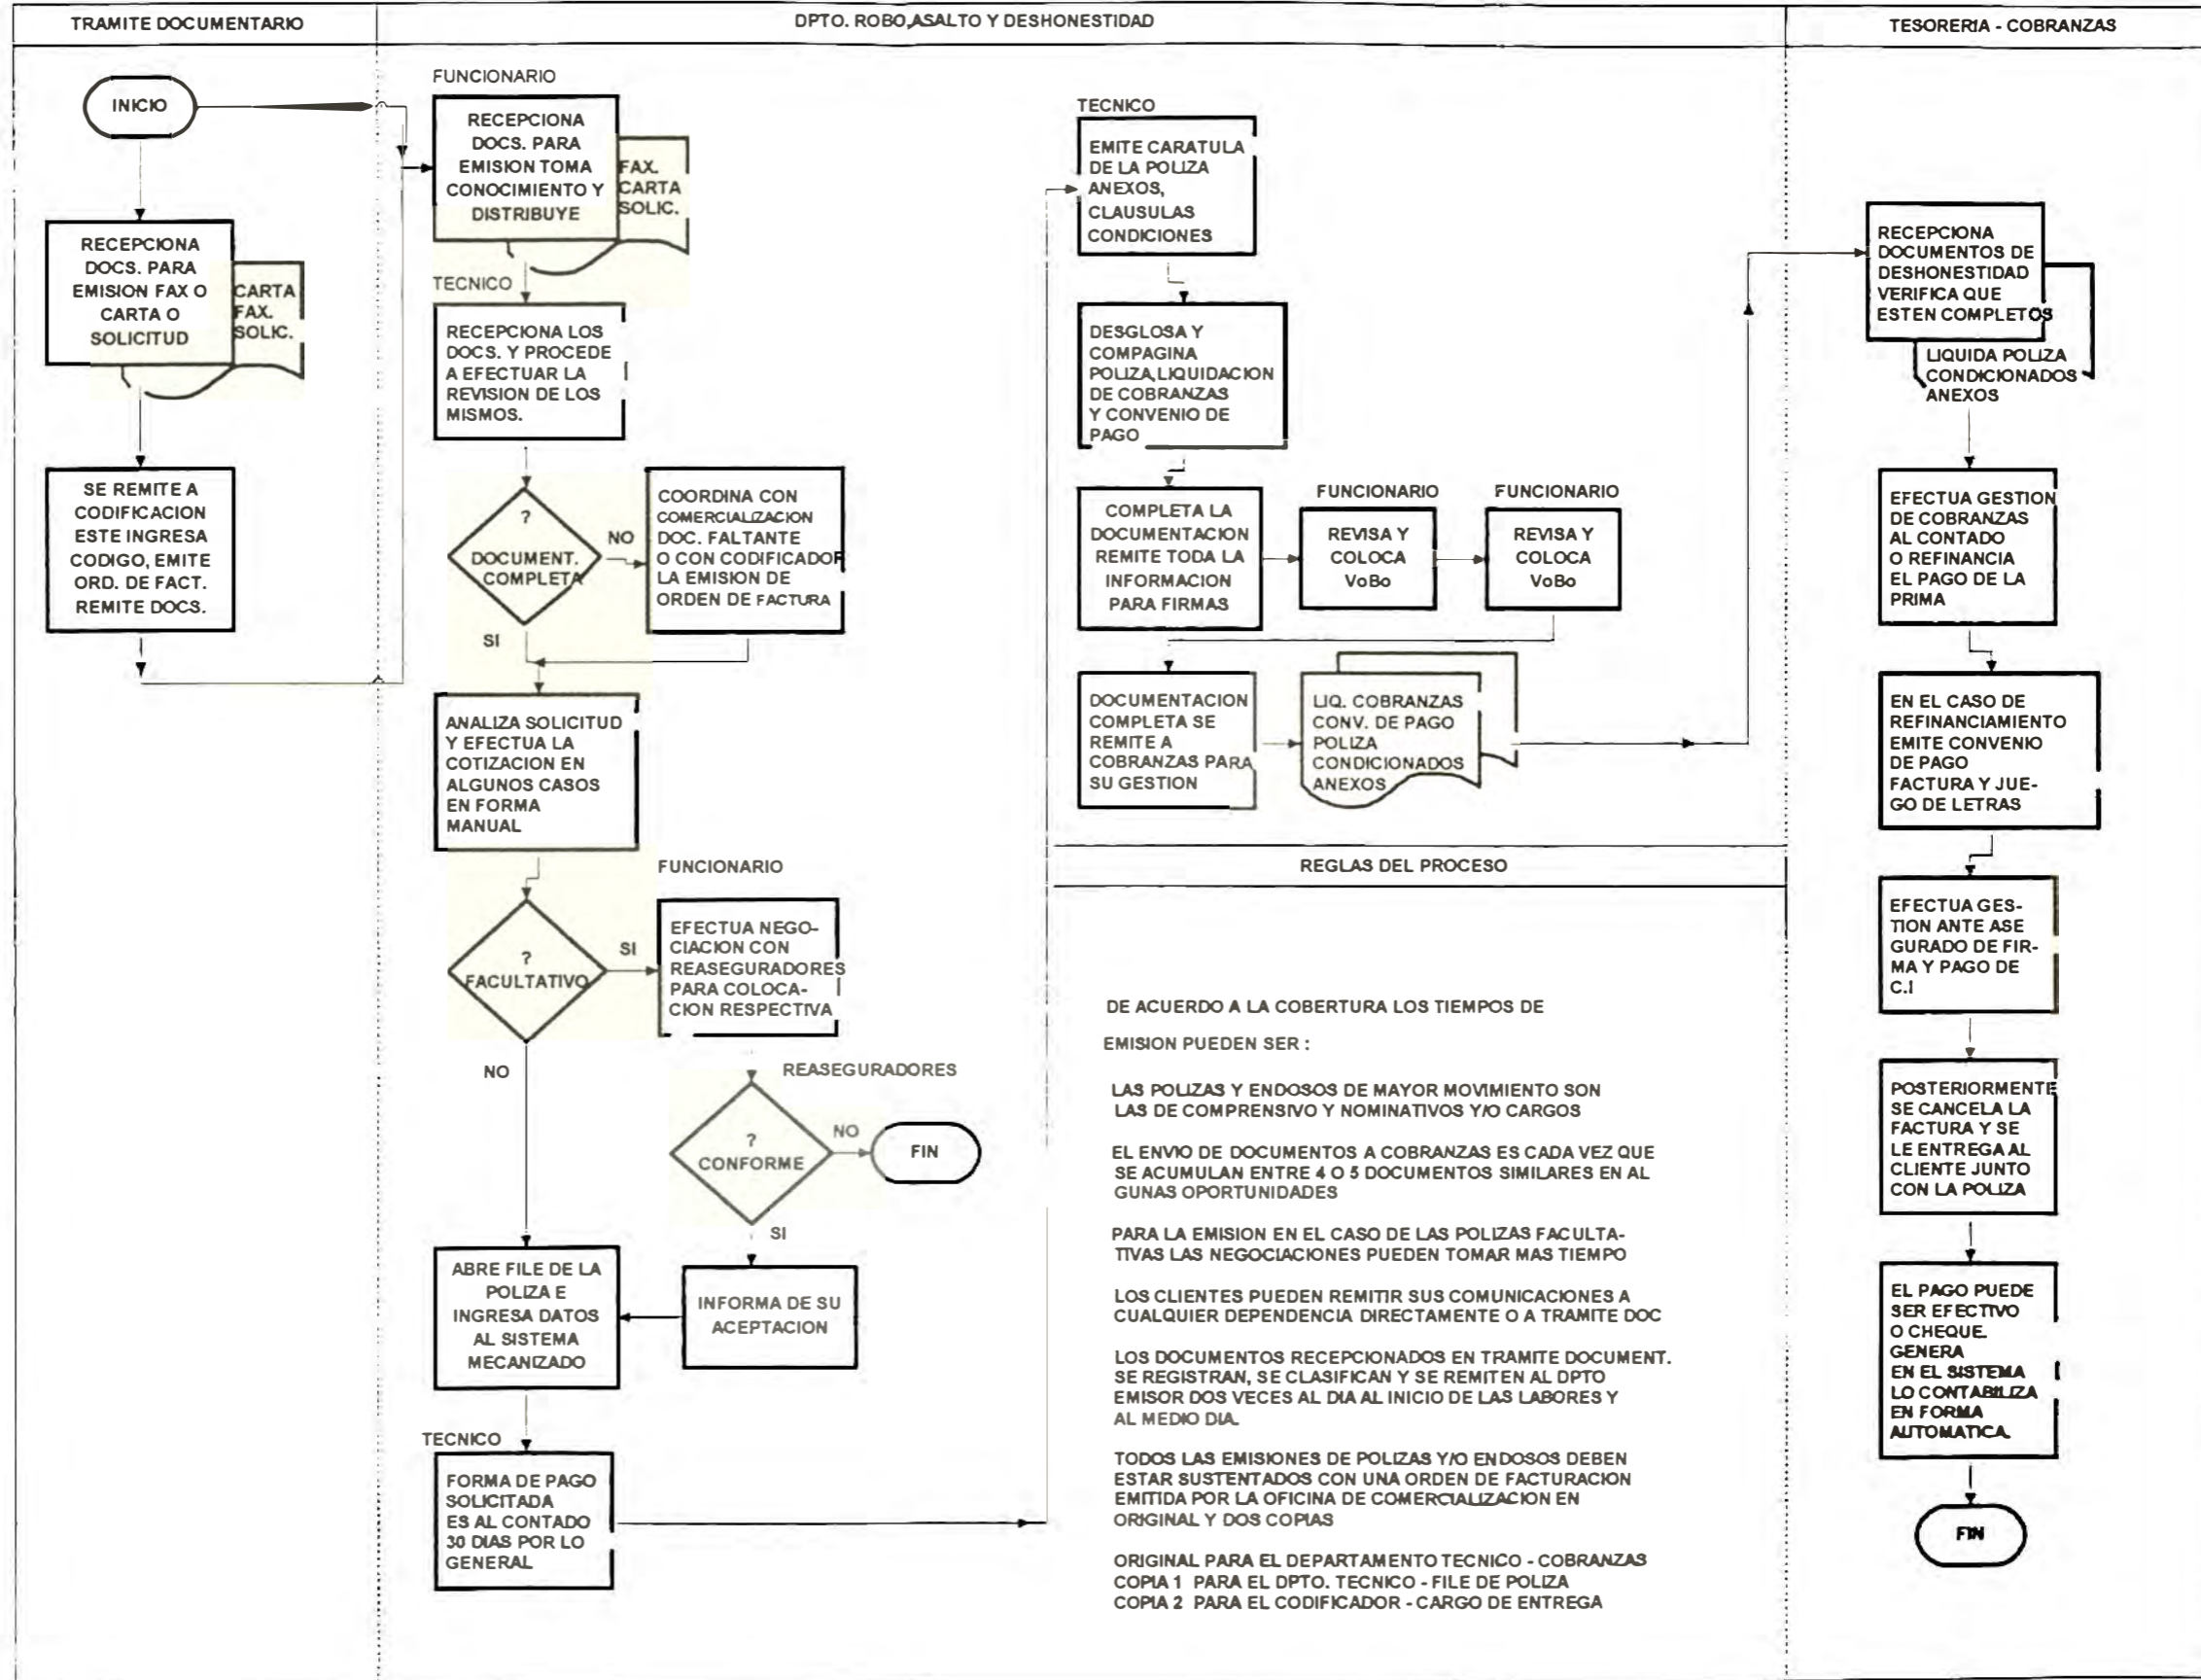 TRAMITE DOCUMENTARIO
DPTO. ROBO,ASALTO Y DESHONESTIDAD
TESORERIA - COBRANZAS
INICIO
RECEPCIONA
DOCS. PARA
EMISION FAX O
CARTA O
SOLICITUD
CARTA
FAX.
SOLIC.
SE REMITE A
CODIFICACION
ESTE INGRESA
CODIGO, EMITE
ORD. DE FACT.
REMITE DOCS.
FUNCIONARIO
RECEPCIONA
DOCS. PARA
EMISION TOMA
CONOCIMIENTO Y
DISTRIBUYE
FAX.
CARTA
SOLIC.
TECNICO
RECEPCIONA LOS
DOCS. Y PROCEDE
A EFECTUAR LA
REVISION DE LOS
MISMOS.
?
DOCUMENT.
COMPLETA
NO
COORDINA CON
COMERCIALIZACION
DOC. FALTANTE
O CON CODIFICADOR
LA EMISION DE
ORDEN DE FACTURA
SI
ANALIZA SOLICITUD
Y EFECTUA LA
COTIZACION EN
ALGUNOS CASOS
EN FORMA
MANUAL
?
FACULTATIVO
SI
FUNCIONARIO
EFECTUA NEGO-
CIACION CON
REASEGURADORES
PARA COLOCA-
CION RESPECTIVA
NO
REASEGURADORES
?
CONFORME
NO
FIN
SI
INFORMA DE SU
ACEPTACION
ABRE FILE DE LA
POLIZA E
INGRESA DATOS
AL SISTEMA
MECANIZADO
TECNICO
FORMA DE PAGO
SOLICITADA
ES AL CONTADO
30 DIAS POR LO
GENERAL
TECNICO
EMITE CARATULA
DE LA POLIZA
ANEXOS,
CLAUSULAS
CONDICIONES
DESGLOSA Y
COMPAGINA
POLIZA,LIQUIDACION
DE COBRANZAS
Y CONVENIO DE
PAGO
COMPLETA LA
DOCUMENTACION
REMITE TODA LA
INFORMACION
PARA FIRMAS
FUNCIONARIO
REVISA Y
COLOCA
VoBo
FUNCIONARIO
REVISA Y
COLOCA
VoBo
DOCUMENTACION
COMPLETA SE
REMITE A
COBRANZAS PARA
SU GESTION
LIQ. COBRANZAS
CONV. DE PAGO
POLIZA
CONDICIONADOS
ANEXOS
REGLAS DEL PROCESO
DE ACUERDO A LA COBERTURA LOS TIEMPOS DE
EMISION PUEDEN SER :
LAS POLIZAS Y ENDOSOS DE MAYOR MOVIMIENTO SON
LAS DE COMPRENSIVO Y NOMINATIVOS Y/O CARGOS
EL ENVIO DE DOCUMENTOS A COBRANZAS ES CADA VEZ QUE
SE ACUMULAN ENTRE 4 O 5 DOCUMENTOS SIMILARES EN AL
GUNAS OPORTUNIDADES
PARA LA EMISION EN EL CASO DE LAS POLIZAS FACULTA-
TIVAS LAS NEGOCIACIONES PUEDEN TOMAR MAS TIEMPO
LOS CLIENTES PUEDEN REMITIR SUS COMUNICACIONES A
CUALQUIER DEPENDENCIA DIRECTAMENTE O A TRAMITE DOC
LOS DOCUMENTOS RECEPCIONADOS EN TRAMITE DOCUMENT.
SE REGISTRAN, SE CLASIFICAN Y SE REMITEN AL DPTO
EMISOR DOS VECES AL DIA AL INICIO DE LAS LABORES Y
AL MEDIO DIA.
TODOS LAS EMISIONES DE POLIZAS Y/O ENDOSOS DEBEN
ESTAR SUSTENTADOS CON UNA ORDEN DE FACTURACION
EMITIDA POR LA OFICINA DE COMERCIALIZACION EN
ORIGINAL Y DOS COPIAS
ORIGINAL PARA EL DEPARTAMENTO TECNICO - COBRANZAS
COPIA 1 PARA EL DPTO. TECNICO - FILE DE POLIZA
COPIA 2 PARA EL CODIFICADOR - CARGO DE ENTREGA
RECEPCIONA
DOCUMENTOS DE
DESHONESTIDAD
VERIFICA QUE
ESTEN COMPLETOS
LIQUIDA POLIZA
CONDICIONADOS
ANEXOS
EFECTUA GESTION
DE COBRANZAS
AL CONTADO
O REFINANCIA
EL PAGO DE LA
PRIMA
EN EL CASO DE
REFINANCIAMIENTO
EMITE CONVENIO
DE PAGO
FACTURA Y JUE-
GO DE LETRAS
EFECTUA GES-
TION ANTE ASE
GURADO DE FIR-
MA Y PAGO DE
C.I
POSTERIORMENTE
SE CANCELA LA
FACTURA Y SE
LE ENTREGA AL
CLIENTE JUNTO
CON LA POLIZA
EL PAGO PUEDE
SER EFECTIVO
O CHEQUE.
GENERA
EN EL SISTEMA
LO CONTABILIZA
EN FORMA
AUTOMATICA.
FIN